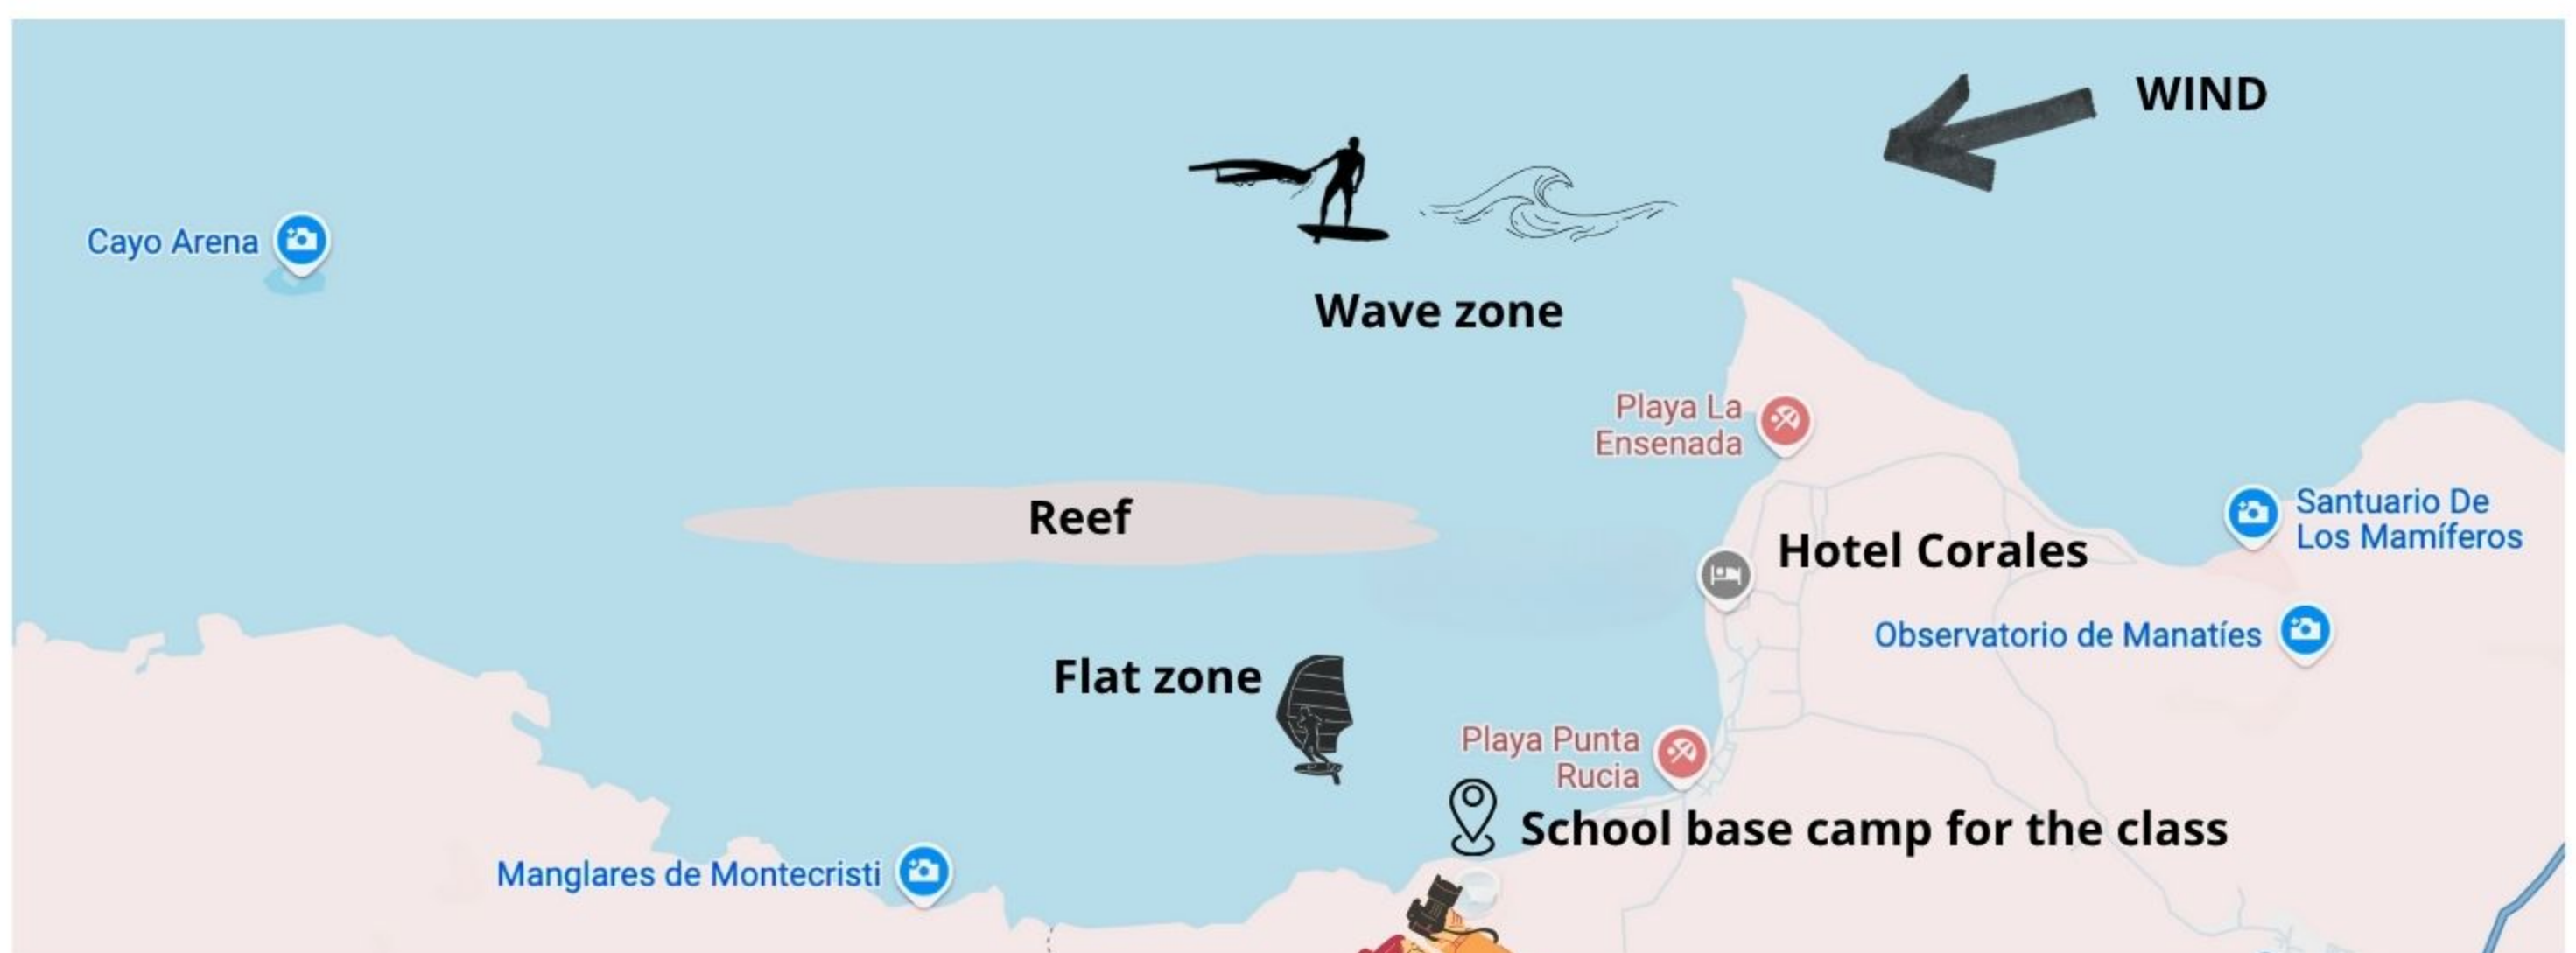 WIND
Cayo Arena
Wave zone
Playa La
Ensenada
Reef
Hotel Corales
Santuario De
Los Mamíferos
Observatorio de Manatíes
Flat zone
Playa Punta
Rucia
School base camp for the class
Manglares de Montecristi